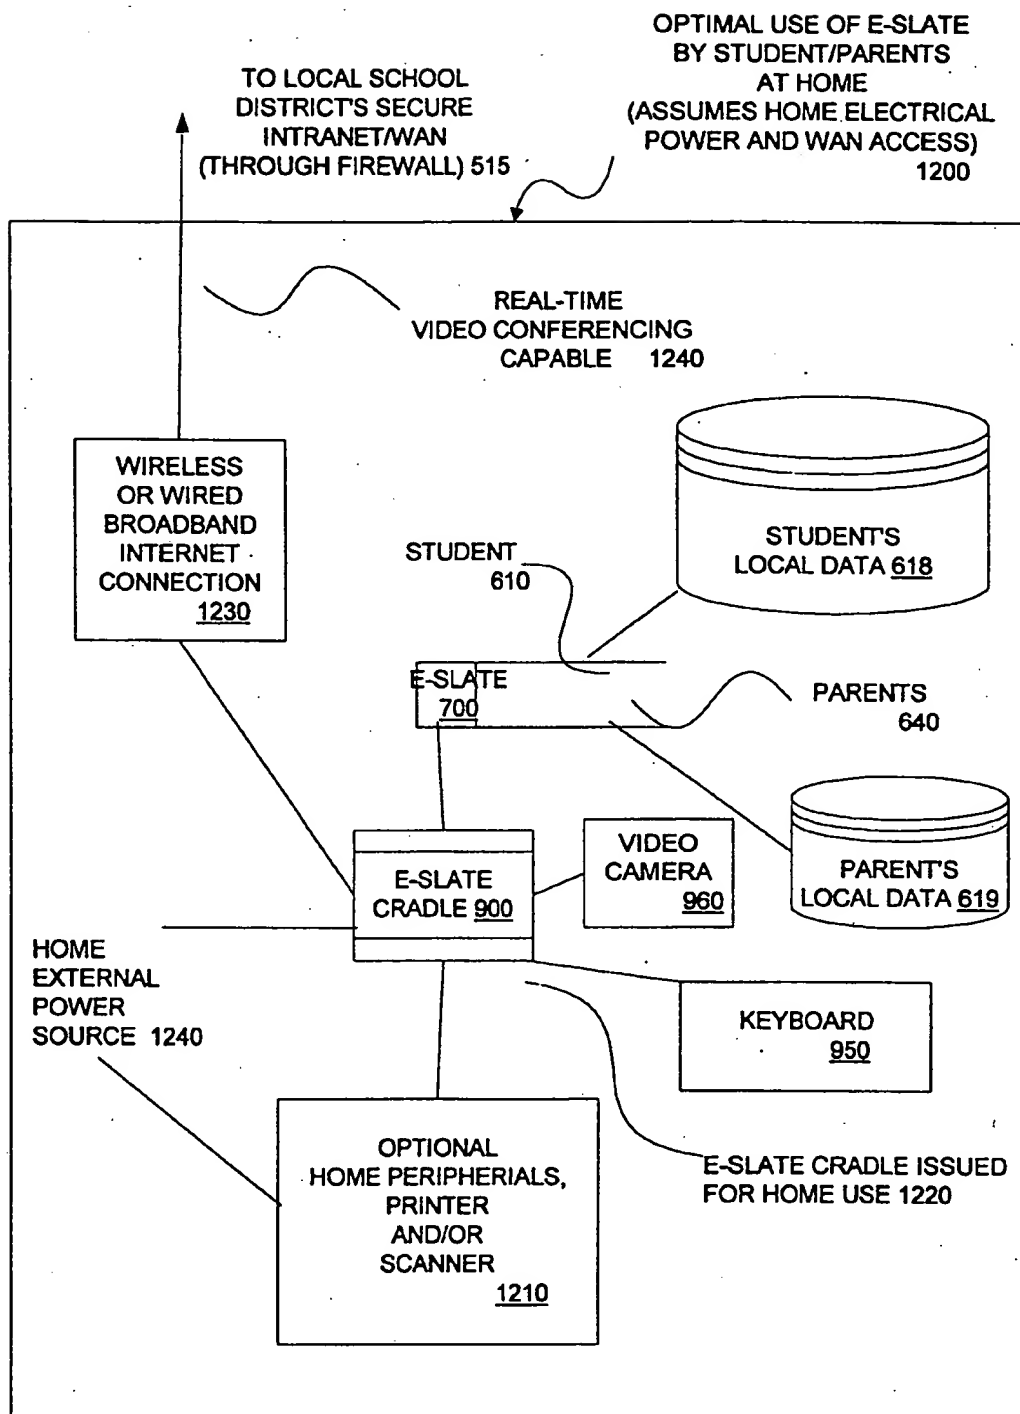 OPTIMAL USE OF E-SLATE
BY STUDENT/PARENTS
AT HOME
(ASSUMES HOME ELECTRICAL
POWER AND WAN ACCESS)
1200
TO LOCAL SCHOOL
DISTRICT'S SECURE
INTRANET/WAN
(THROUGH FIREWALL) 515
REAL-TIME
VIDEO CONFERENCING
CAPABLE 1240
WIRELESS
OR WIRED
BROADBAND
INTERNET
CONNECTION
1230
STUDENT'S
LOCAL DATA 618
STUDENT
610
E-SLATE
700
PARENTS
640
VIDEO
CAMERA
960
PARENT'S
LOCAL DATA 619
E-SLATE
CRADLE 900
HOME
EXTERNAL
POWER
SOURCE 1240
KEYBOARD
950
OPTIONAL
HOME PERIPHERIALS,
PRINTER
AND/OR
SCANNER
1210
E-SLATE CRADLE ISSUED
FOR HOME USE 1220